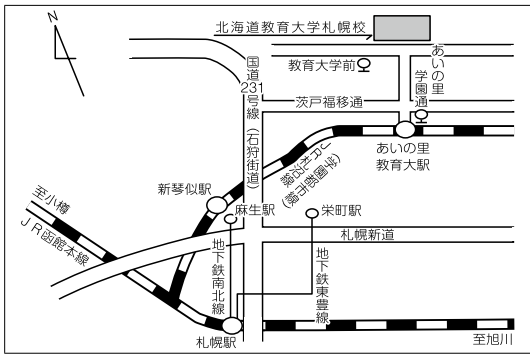 N
北海道教育大学札幌校
教育大学前
あいの里
学園通
国道231号線（石狩街道）
茨戸福移通
あいの里
教育大駅
JR札沼線
（学園都市線）
新琴似駅
麻生駅
栄町駅
至小樽
JR函館本線
札幌新道
地下鉄南北線
地下鉄東豊線
札幌駅
至旭川